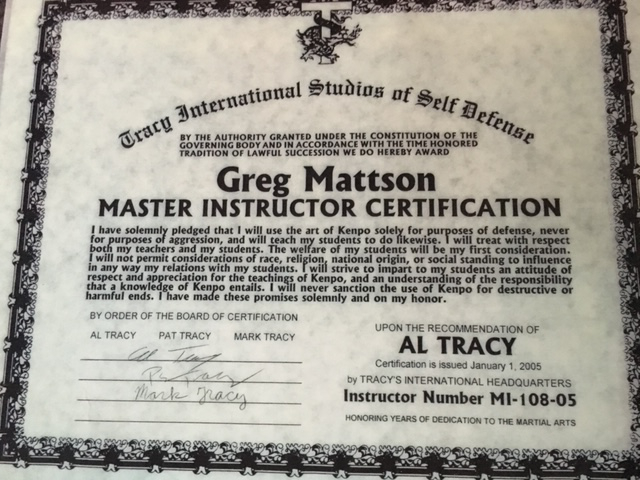 Tracy International Studios of Self Defense
BY THE AUTHORITY GRANTED UNDER THE CONSTITUTION OF THE
GOVERNING BODY AND IN ACCORDANCE WITH THE TIME HONORED
TRADITION OF LAWFUL SUCCESSION WE DO HEREBY AWARD
Greg Mattson
MASTER INSTRUCTOR CERTIFICATION
I have solemnly pledged that I will use the art of Kenpo solely for purposes of defense, never
for purposes of aggression, and will teach my students to do likewise. I will treat with respect
both my teachers and my students. The welfare of my students will be my first consideration.
I will not permit considerations of race, religion, national origin, or social standing to influence
in any way my relations with my students. I will strive to impart to my students an attitude of
respect and appreciation for the teachings of Kenpo, and an understanding of the responsibility
that a knowledge of Kenpo entails. I will never sanction the use of Kenpo for destructive or
harmful ends. I have made these promises solemnly and on my honor.
BY ORDER OF THE BOARD OF CERTIFICATION
AL TRACY PAT TRACY MARK TRACY
Al Tracy
Pat Tracy
Mark Tracy
UPON THE RECOMMENDATION OF
AL TRACY
Certification is issued January 1, 2005
by TRACY'S INTERNATIONAL HEADQUARTERS
Instructor Number MI-108-05
HONORING YEARS OF DEDICATION TO THE MARTIAL ARTS